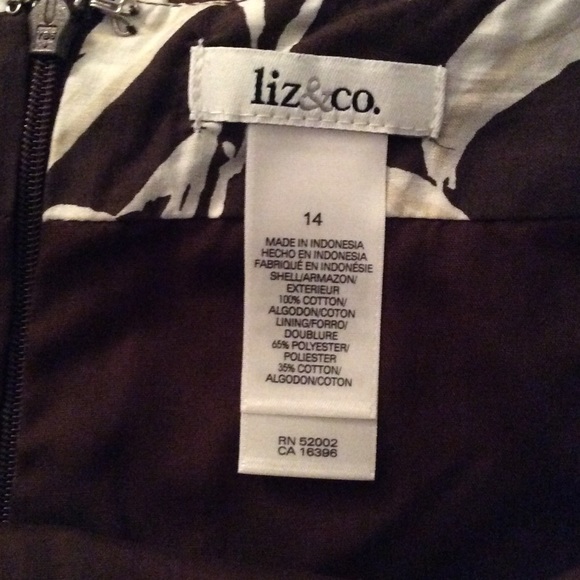 liz&co.
14
MADE IN INDONESIA
HECHO EN INDONESIA
FABRIQUÉ EN INDONÉSIE
SHELL/ARMAZON/
EXTERIEUR
100% COTTON/
ALGODON/COTON
LINING/FORRO/
DOUBLURE
65% POLYESTER/
POLIESTER
35% COTTON/
ALGODON/COTON
RN 52002
CA 16396